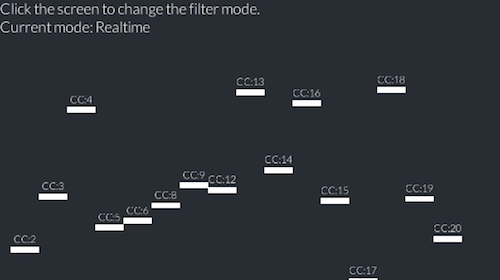 Click the screen to change the filter mode.
Current mode: Realtime
CC:2
CC:3
CC:4
CC:5
CC:6
CC:8
CC:9
CC:12
CC:13
CC:14
CC:16
CC:15
CC:17
CC:18
CC:19
CC:20